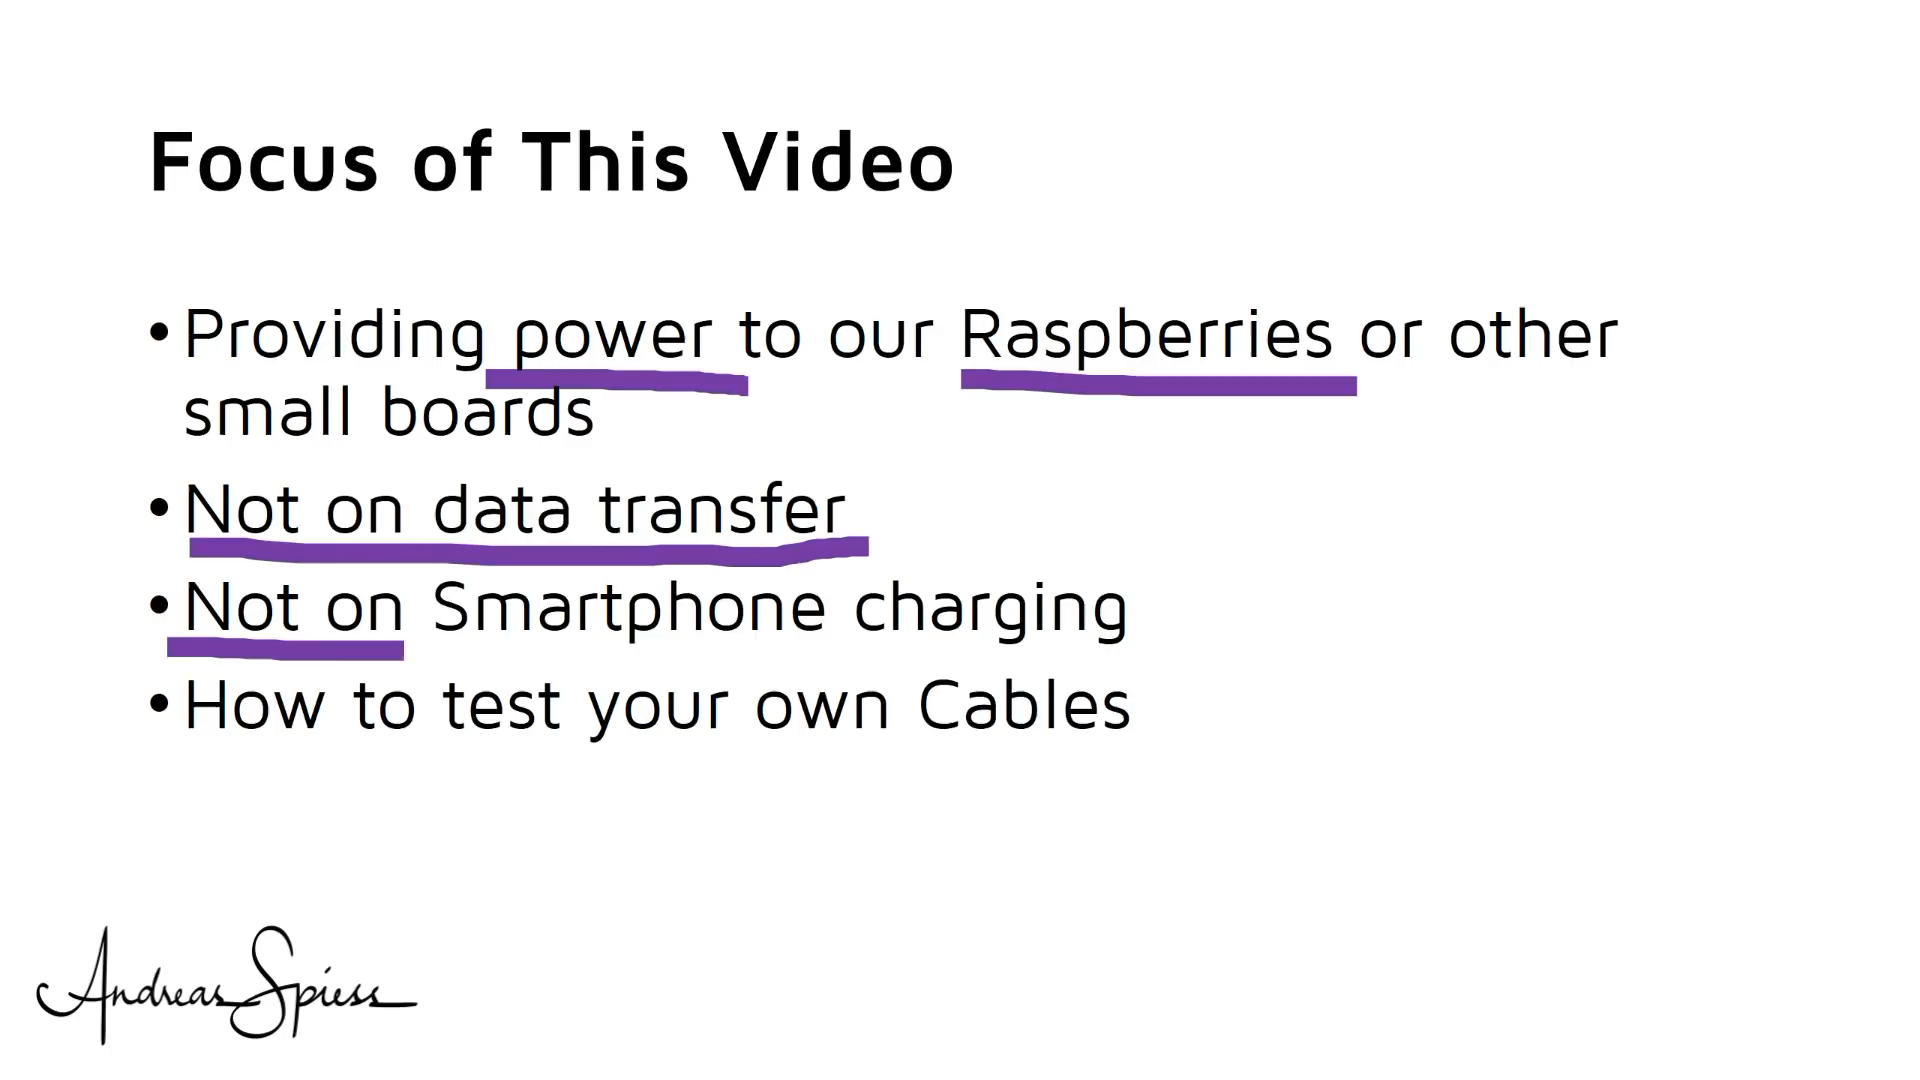 Focus of This Video
• Providing power to our Raspberries or other
small boards
• Not on data transfer
• Not on Smartphone charging
• How to test your own Cables
Andreas Spiess